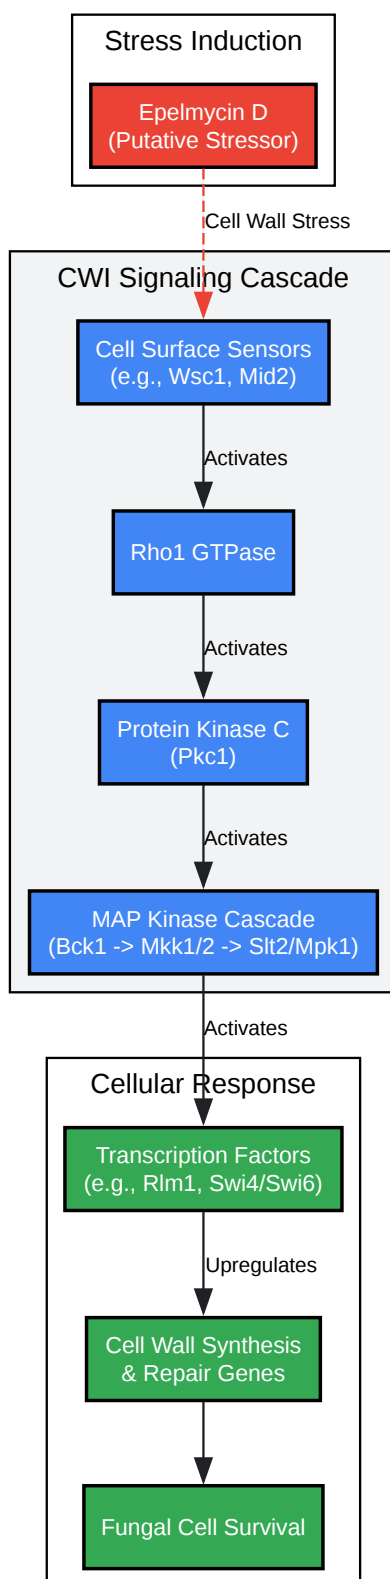 Stress Induction
Epelmycin D
(Putative Stressor)
Cell Wall Stress
CWI Signaling Cascade
Cell Surface Sensors
(e.g., Wsc1, Mid2)
Activates
Rho1 GTPase
Activates
Protein Kinase C
(Pkc1)
Activates
MAP Kinase Cascade
(Bck1 -> Mkk1/2 -> Slt2/Mpk1)
Activates
Cellular Response
Transcription Factors
(e.g., Rlm1, Swi4/Swi6)
Upregulates
Cell Wall Synthesis
& Repair Genes
Fungal Cell Survival